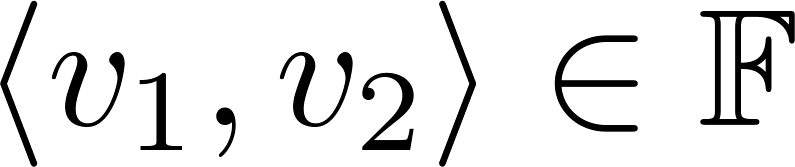 ⟨v₁, v₂⟩ ∈ 𝔽